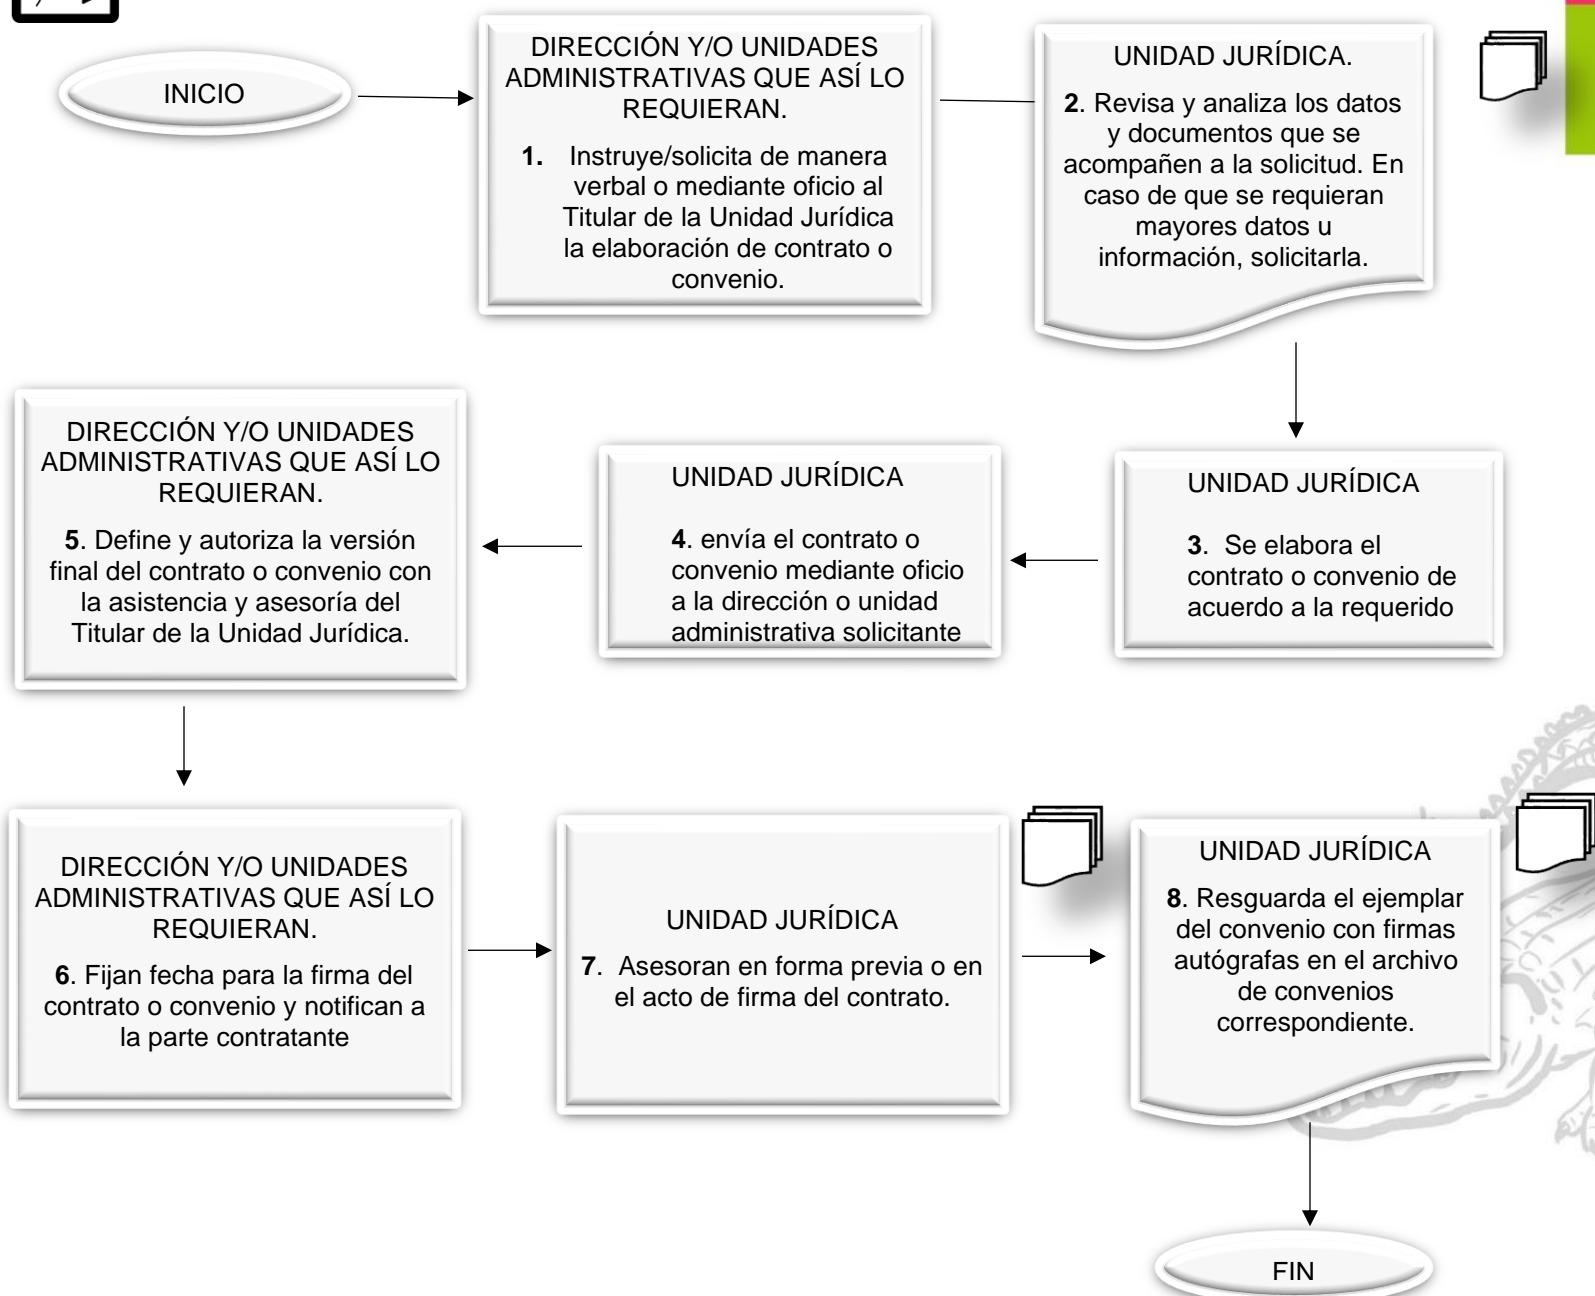 INICIO
DIRECCIÓN Y/O UNIDADES
ADMINISTRATIVAS QUE ASÍ LO
REQUIERAN.
1. Instruye/solicita de manera
verbal o mediante oficio al
Titular de la Unidad Jurídica
la elaboración de contrato o
convenio.
UNIDAD JURÍDICA.
2. Revisa y analiza los datos
y documentos que se
acompañen a la solicitud. En
caso de que se requieran
mayores datos u
información, solicitarla.
UNIDAD JURÍDICA
3. Se elabora el
contrato o convenio de
acuerdo a la requerido
UNIDAD JURÍDICA
4. envía el contrato o
convenio mediante oficio
a la dirección o unidad
administrativa solicitante
DIRECCIÓN Y/O UNIDADES
ADMINISTRATIVAS QUE ASÍ LO
REQUIERAN.
5. Define y autoriza la versión
final del contrato o convenio con
la asistencia y asesoría del
Titular de la Unidad Jurídica.
DIRECCIÓN Y/O UNIDADES
ADMINISTRATIVAS QUE ASÍ LO
REQUIERAN.
6. Fijan fecha para la firma del
contrato o convenio y notifican a
la parte contratante
UNIDAD JURÍDICA
7. Asesoran en forma previa o en
el acto de firma del contrato.
UNIDAD JURÍDICA
8. Resguarda el ejemplar
del convenio con firmas
autógrafas en el archivo
de convenios
correspondiente.
FIN